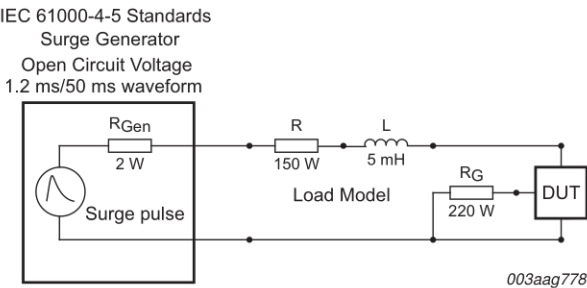 IEC 61000-4-5 Standards
Surge Generator
Open Circuit Voltage
1.2 ms/50 ms waveform
RGen
2 W
Surge pulse
R
150 W
L
5 mH
Load Model
RG
220 W
DUT
003aag778